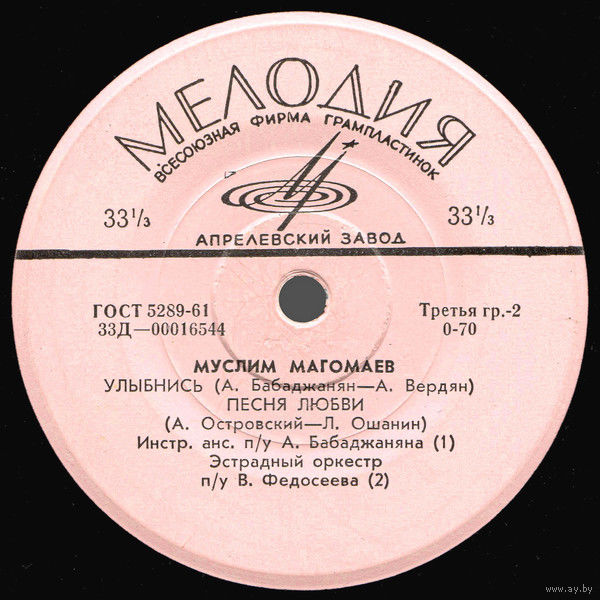 МЕЛОДИЯ
ВСЕСОЮЗНАЯ ФИРМА ГРАМПЛАСТИНОК
33⅓ 33⅓
АПРЕЛЕВСКИЙ ЗАВОД
ГОСТ 5289-61 Третья гр.-2
33Д—00016544 0-70
МУСЛИМ МАГОМАЕВ
УЛЫБНИСЬ (А. Бабаджанян—А. Вердян)
ПЕСНЯ ЛЮБВИ
(А. Островский—Л. Ошанин)
Инстр. анс. п/у А. Бабаджаняна (1)
Эстрадный оркестр
п/у В. Федосеева (2)
www.ay.by